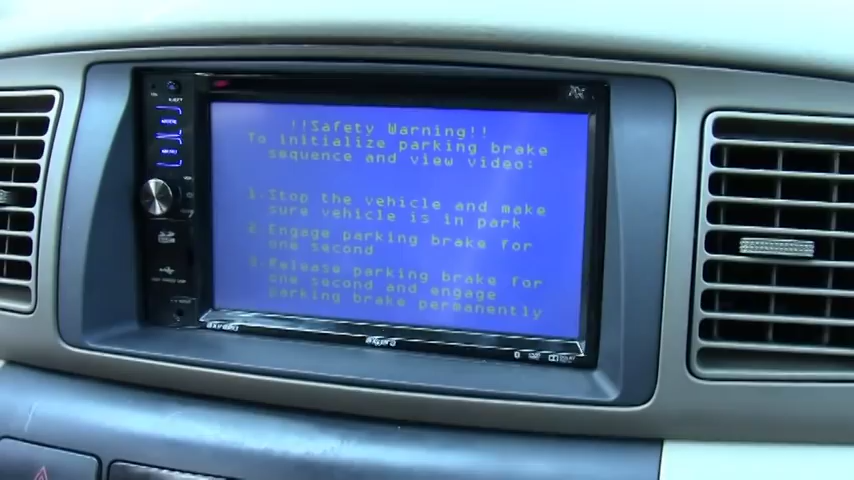 !!Safety Warning!!
To initialize parking brake
sequence and view video:
1.Stop the vehicle and make
sure vehicle is in park
2.Engage parking brake for
one second
3.Release parking brake for
one second and engage
parking brake permanently